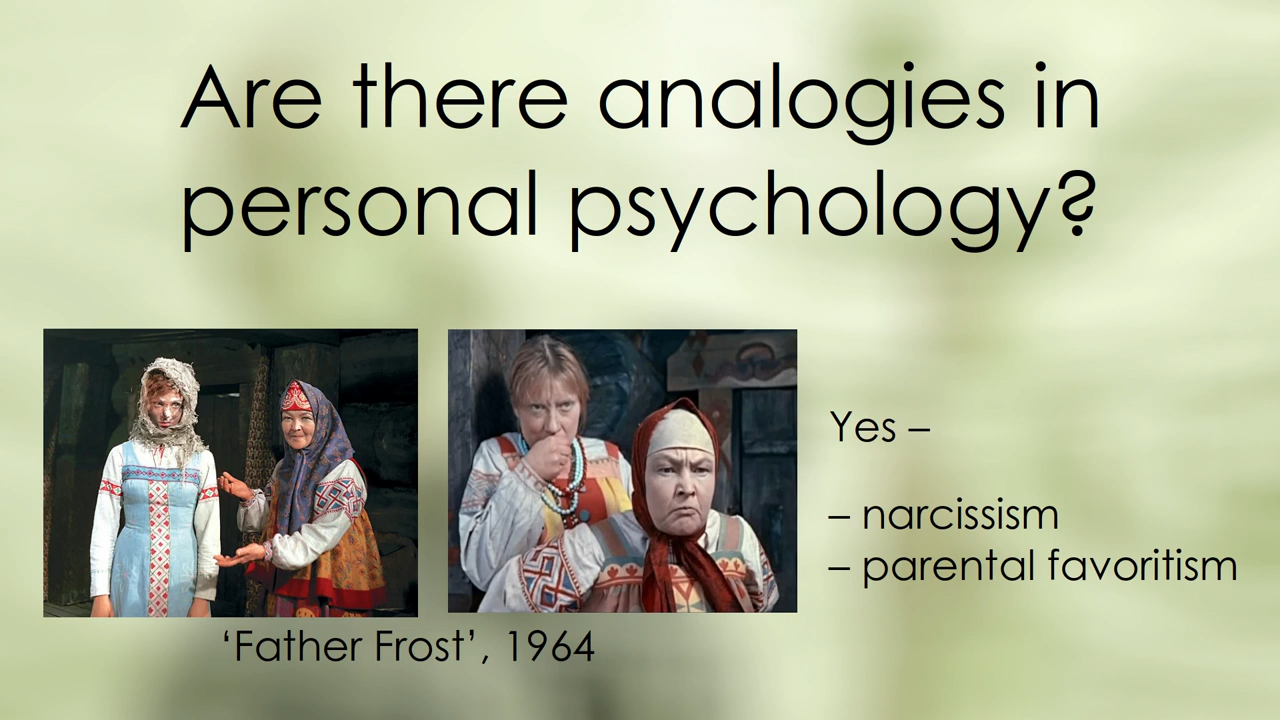 Are there analogies in
personal psychology?
Yes –
– narcissism
– parental favoritism
‘Father Frost’, 1964